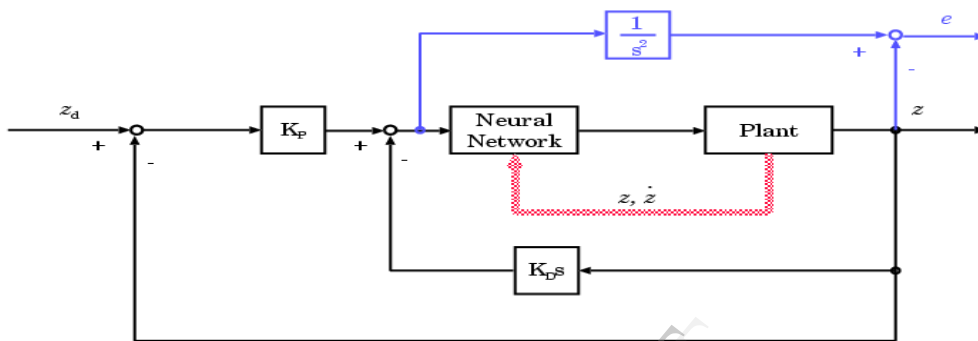 1
s²
e
+
-
z_d
K_P
Neural
Network
Plant
z
+
-
+
-
z, ż
K_D s